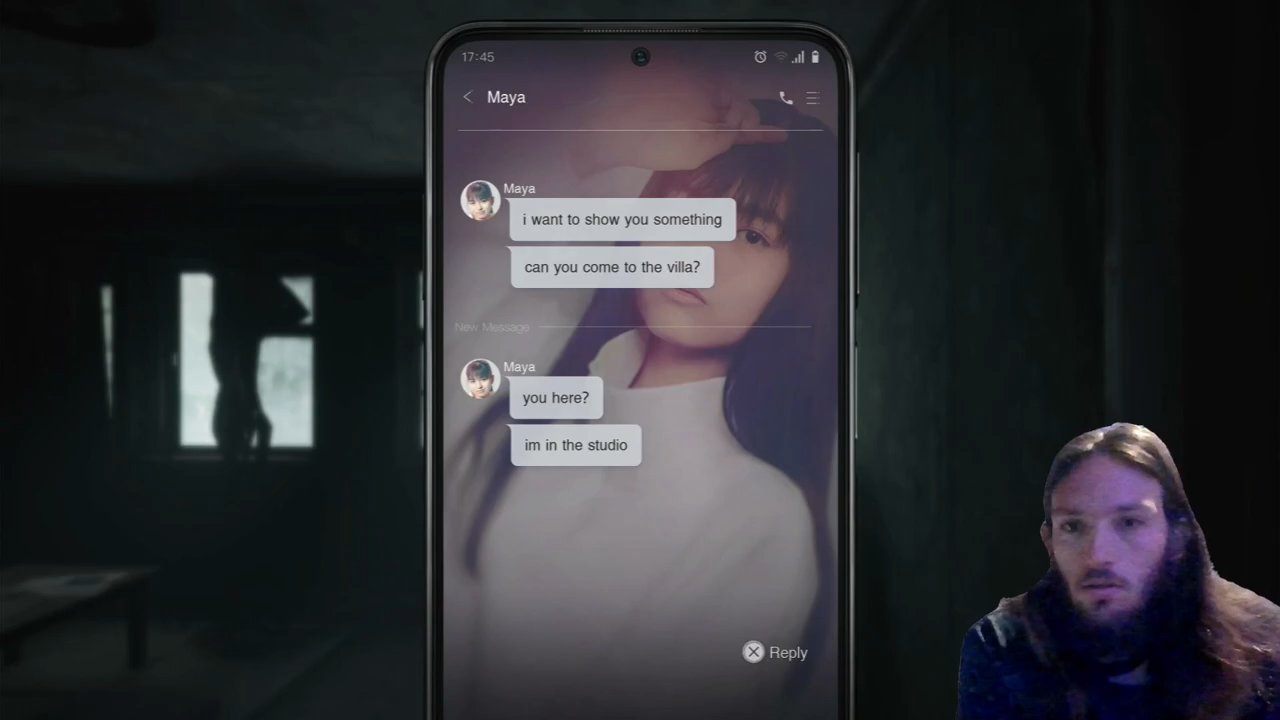 17:45
Maya
Maya
i want to show you something
can you come to the villa?
New Message
Maya
you here?
im in the studio
Reply